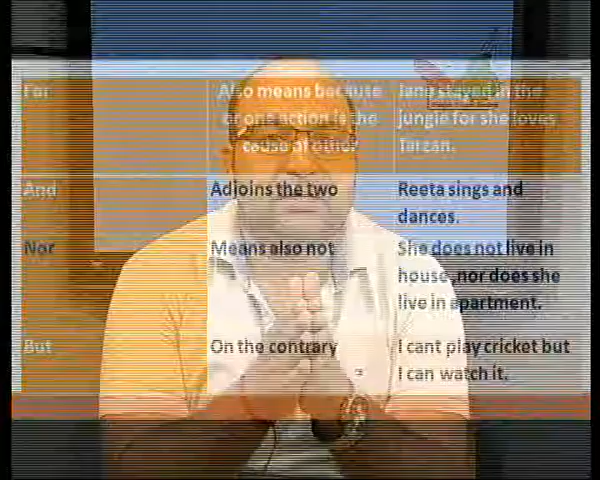 For
Also means because
or one action is the
cause of other
Jane stayed in the
jungle for she loves
Tarzan.
And
Adjoins the two
Reeta sings and
dances.
Nor
Means also not
She does not live in
house,nor does she
live in apartment.
But
On the contrary
I cant play cricket but
I can watch it.